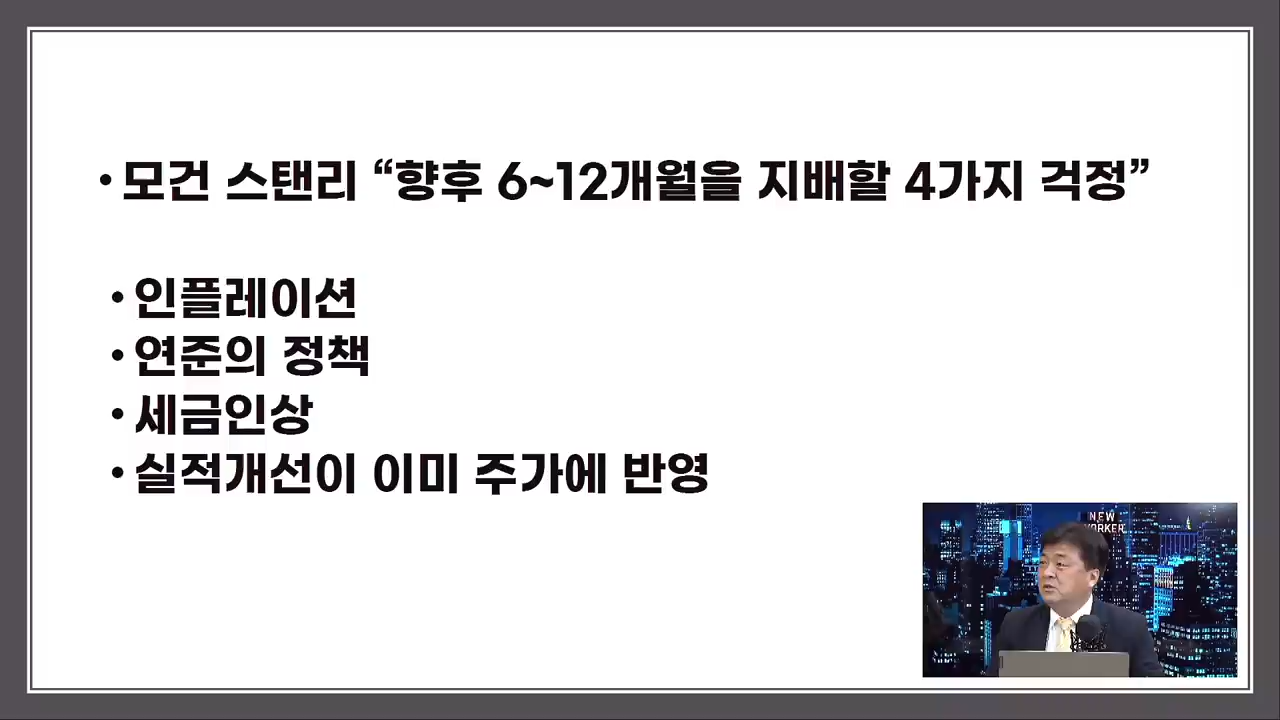 • 모건 스탠리 “향후 6~12개월을 지배할 4가지 걱정”
• 인플레이션
• 연준의 정책
• 세금인상
• 실적개선이 이미 주가에 반영
NEW